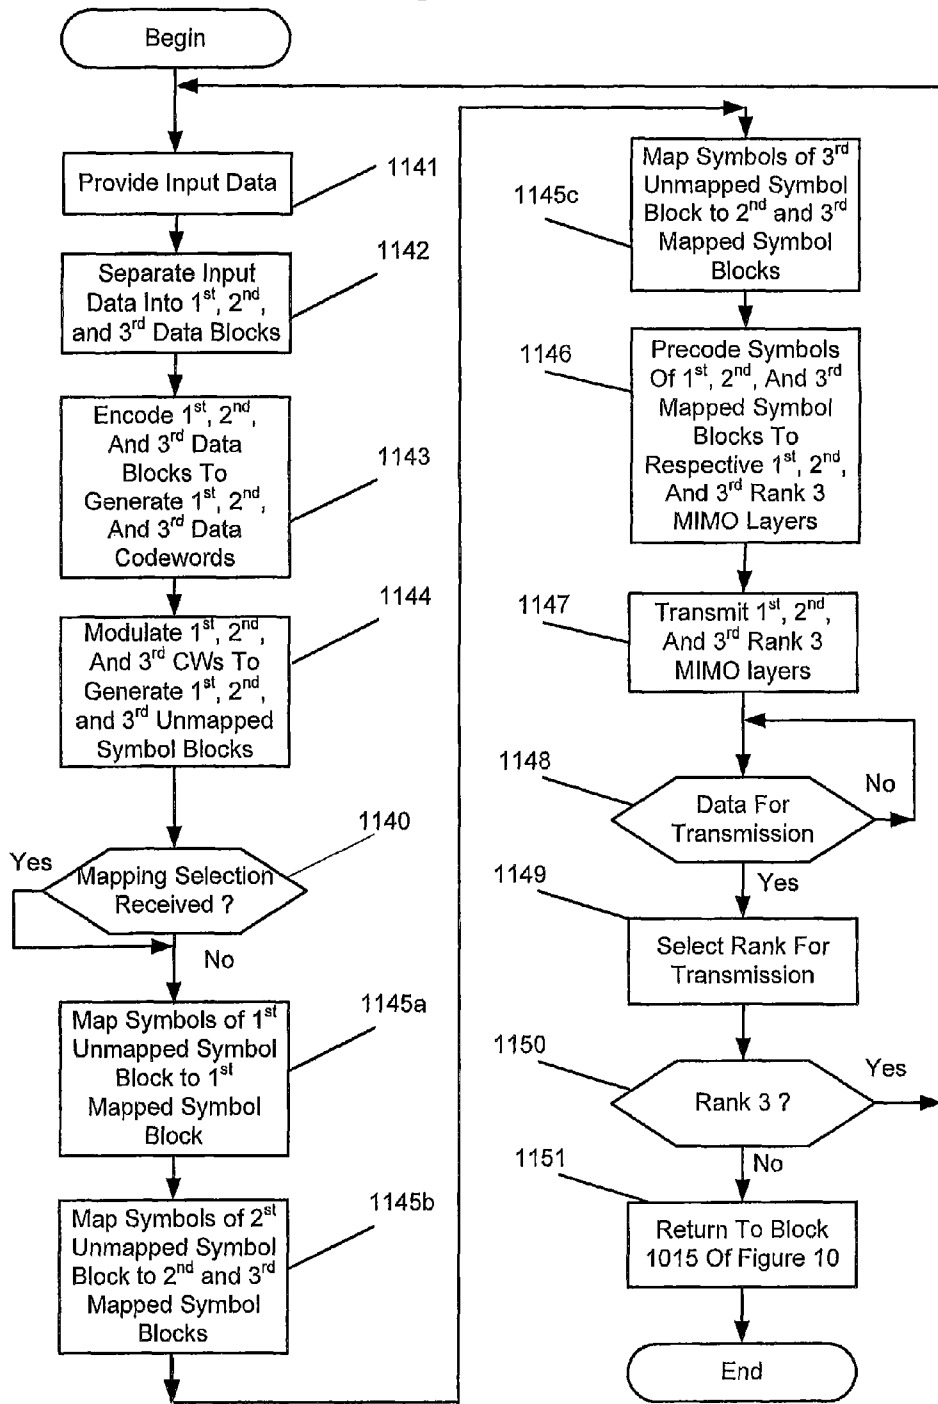 Begin
Provide Input Data
1141
Separate Input
Data Into 1st, 2nd,
and 3rd Data Blocks
1142
Encode 1st, 2nd,
And 3rd Data
Blocks To
Generate 1st, 2nd,
And 3rd Data
Codewords
1143
Modulate 1st, 2nd,
And 3rd CWs To
Generate 1st, 2nd,
and 3rd Unmapped
Symbol Blocks
1144
1140
Yes
Mapping Selection
Received ?
No
Map Symbols of 1st
Unmapped Symbol
Block to 1st
Mapped Symbol
Block
1145a
Map Symbols of 2st
Unmapped Symbol
Block to 2nd and 3rd
Mapped Symbol
Blocks
1145b
Map Symbols of 3rd
Unmapped Symbol
Block to 2nd and 3rd
Mapped Symbol
Blocks
1145c
Precode Symbols
Of 1st, 2nd, And 3rd
Mapped Symbol
Blocks To
Respective 1st, 2nd,
And 3rd Rank 3
MIMO Layers
1146
Transmit 1st, 2nd,
And 3rd Rank 3
MIMO layers
1147
1148
Data For
Transmission
No
Yes
1149
Select Rank For
Transmission
1150
Rank 3 ?
Yes
No
1151
Return To Block
1015 Of Figure 10
End